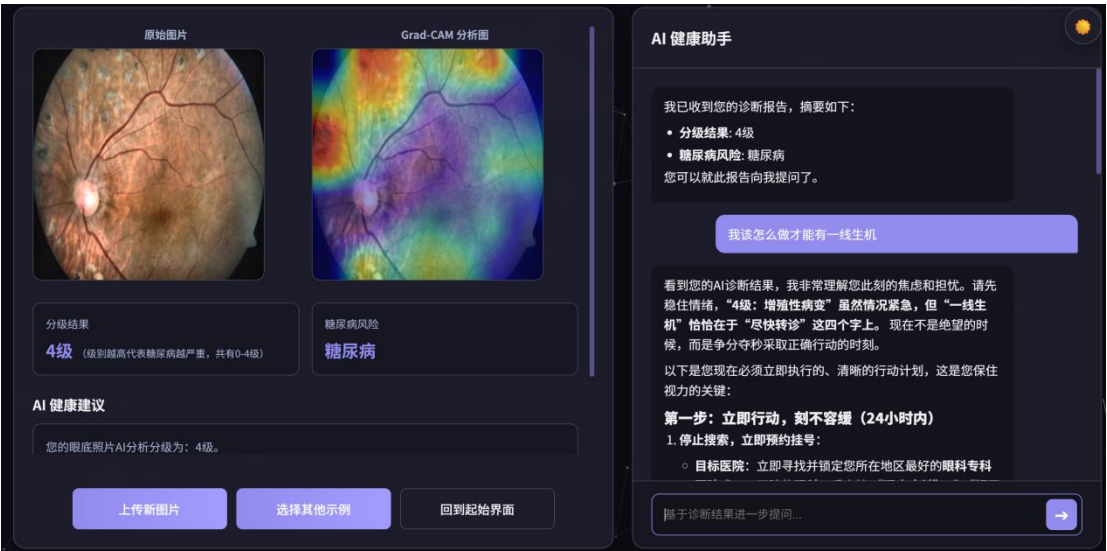 原始图片
Grad-CAM 分析图
分级结果
4级 （级别越高代表糖尿病越严重，共有0-4级）
糖尿病风险
糖尿病
AI 健康建议
您的眼底照片AI分析分级为：4级。
上传新图片
选择其他示例
回到起始界面
AI 健康助手
我已收到您的诊断报告，摘要如下：
• 分级结果: 4级
• 糖尿病风险: 糖尿病
您可以就此报告向我提问了。
我该怎么做才能有一线生机
看到您的AI诊断结果，我非常理解您此刻的焦虑和担忧。请先
稳住情绪，“4级：增殖性病变”虽然情况紧急，但“一线生
机”恰恰在于“尽快转诊”这四个字上。现在不是绝望的时
候，而是争分夺秒采取正确行动的时刻。
以下是您现在必须立即执行的、清晰的行动计划，这是您保住
视力的关键：
第一步：立即行动，刻不容缓（24小时内）
1. 停止搜索，立即预约挂号：
○ 目标医院：立即寻找并锁定您所在地区最好的眼科专科
基于诊断结果进一步提问...